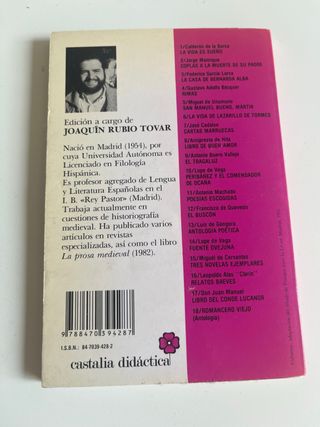 Edición a cargo de
JOAQUÍN RUBIO TOVAR
Nació en Madrid (1954), por
cuya Universidad Autónoma es
Licenciado en Filología
Hispánica.
Es profesor agregado de Lengua
y Literatura Españolas en el
I. B. «Rey Pastor» (Madrid).
Trabaja actualmente en
cuestiones de historiografía
medieval. Ha publicado varios
artículos en revistas
especializadas, así como el libro
La prosa medieval (1982).
9 788470 394287
I.S.B.N.: 84-7039-428-2
castalia didáctica
1/Calderón de la Barca
LA VIDA ES SUEÑO
2/Jorge Manrique
COPLAS A LA MUERTE DE SU PADRE
3/Federico García Lorca
LA CASA DE BERNARDA ALBA
4/Gustavo Adolfo Bécquer
RIMAS
5/Miguel de Unamuno
SAN MANUEL BUENO, MARTIR
6/LA VIDA DE LAZARILLO DE TORMES
7/José Cadalso
CARTAS MARRUECAS
8/Arcipreste de Hita
LIBRO DE BUEN AMOR
9/Antonio Buero Vallejo
EL TRAGALUZ
10/Lope de Vega
PERIBAÑEZ Y EL COMENDADOR
DE OCAÑA
11/Antonio Machado
POESIAS ESCOGIDAS
12/Francisco de Quevedo
EL BUSCÓN
13/Luis de Góngora
ANTOLOGIA POÉTICA
14/Lope de Vega
FUENTE OVEJUNA
15/Miguel de Cervantes
TRES NOVELAS EJEMPLARES
16/Leopoldo Alas "Clarín"
RELATOS BREVES
17/Don Juan Manuel
LIBRO DEL CONDE LUCANOR
18/ROMANCERO VIEJO
(Antología)